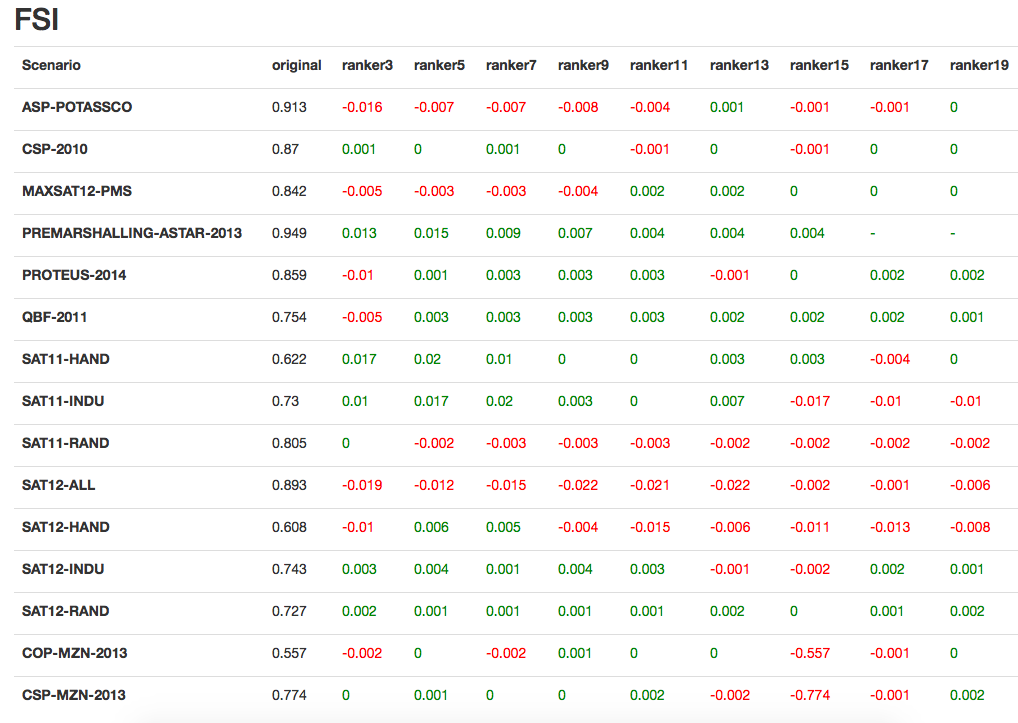 FSI
Scenario original ranker3 ranker5 ranker7 ranker9 ranker11 ranker13 ranker15 ranker17 ranker19
ASP-POTASSCO 0.913 -0.016 -0.007 -0.007 -0.008 -0.004 0.001 -0.001 -0.001 0
CSP-2010 0.87 0.001 0 0.001 0 -0.001 0 -0.001 0 0
MAXSAT12-PMS 0.842 -0.005 -0.003 -0.003 -0.004 0.002 0.002 0 0 0
PREMARSHALLING-ASTAR-2013 0.949 0.013 0.015 0.009 0.007 0.004 0.004 0.004 - -
PROTEUS-2014 0.859 -0.01 0.001 0.003 0.003 0.003 -0.001 0 0.002 0.002
QBF-2011 0.754 -0.005 0.003 0.003 0.003 0.003 0.002 0.002 0.002 0.001
SAT11-HAND 0.622 0.017 0.02 0.01 0 0 0.003 0.003 -0.004 0
SAT11-INDU 0.73 0.01 0.017 0.02 0.003 0 0.007 -0.017 -0.01 -0.01
SAT11-RAND 0.805 0 -0.002 -0.003 -0.003 -0.003 -0.002 -0.002 -0.002 -0.002
SAT12-ALL 0.893 -0.019 -0.012 -0.015 -0.022 -0.021 -0.022 -0.002 -0.001 -0.006
SAT12-HAND 0.608 -0.01 0.006 0.005 -0.004 -0.015 -0.006 -0.011 -0.013 -0.008
SAT12-INDU 0.743 0.003 0.004 0.001 0.004 0.003 -0.001 -0.002 0.002 0.001
SAT12-RAND 0.727 0.002 0.001 0.001 0.001 0.001 0.002 0 0.001 0.002
COP-MZN-2013 0.557 -0.002 0 -0.002 0.001 0 0 -0.557 -0.001 0
CSP-MZN-2013 0.774 0 0.001 0 0 0.002 -0.002 -0.774 -0.001 0.002